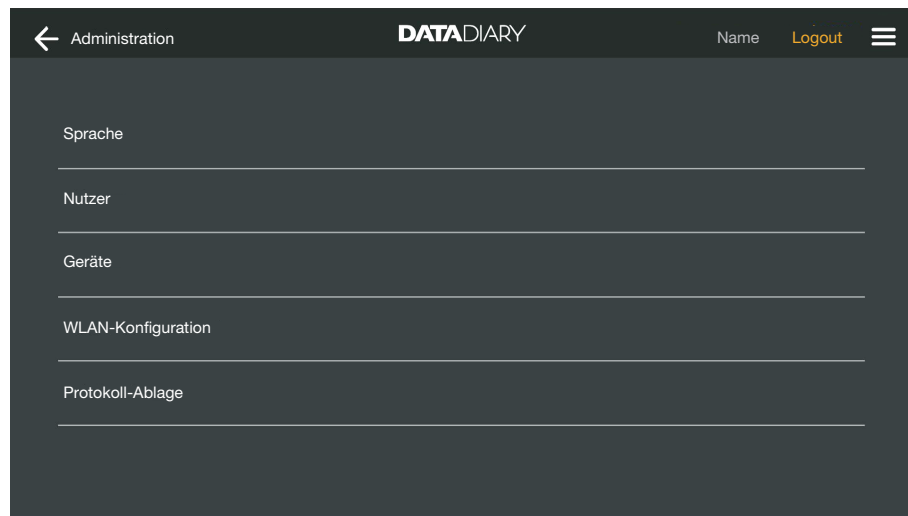 Administration
DATADIARY
Name
Logout
Sprache
Nutzer
Geräte
WLAN-Konfiguration
Protokoll-Ablage